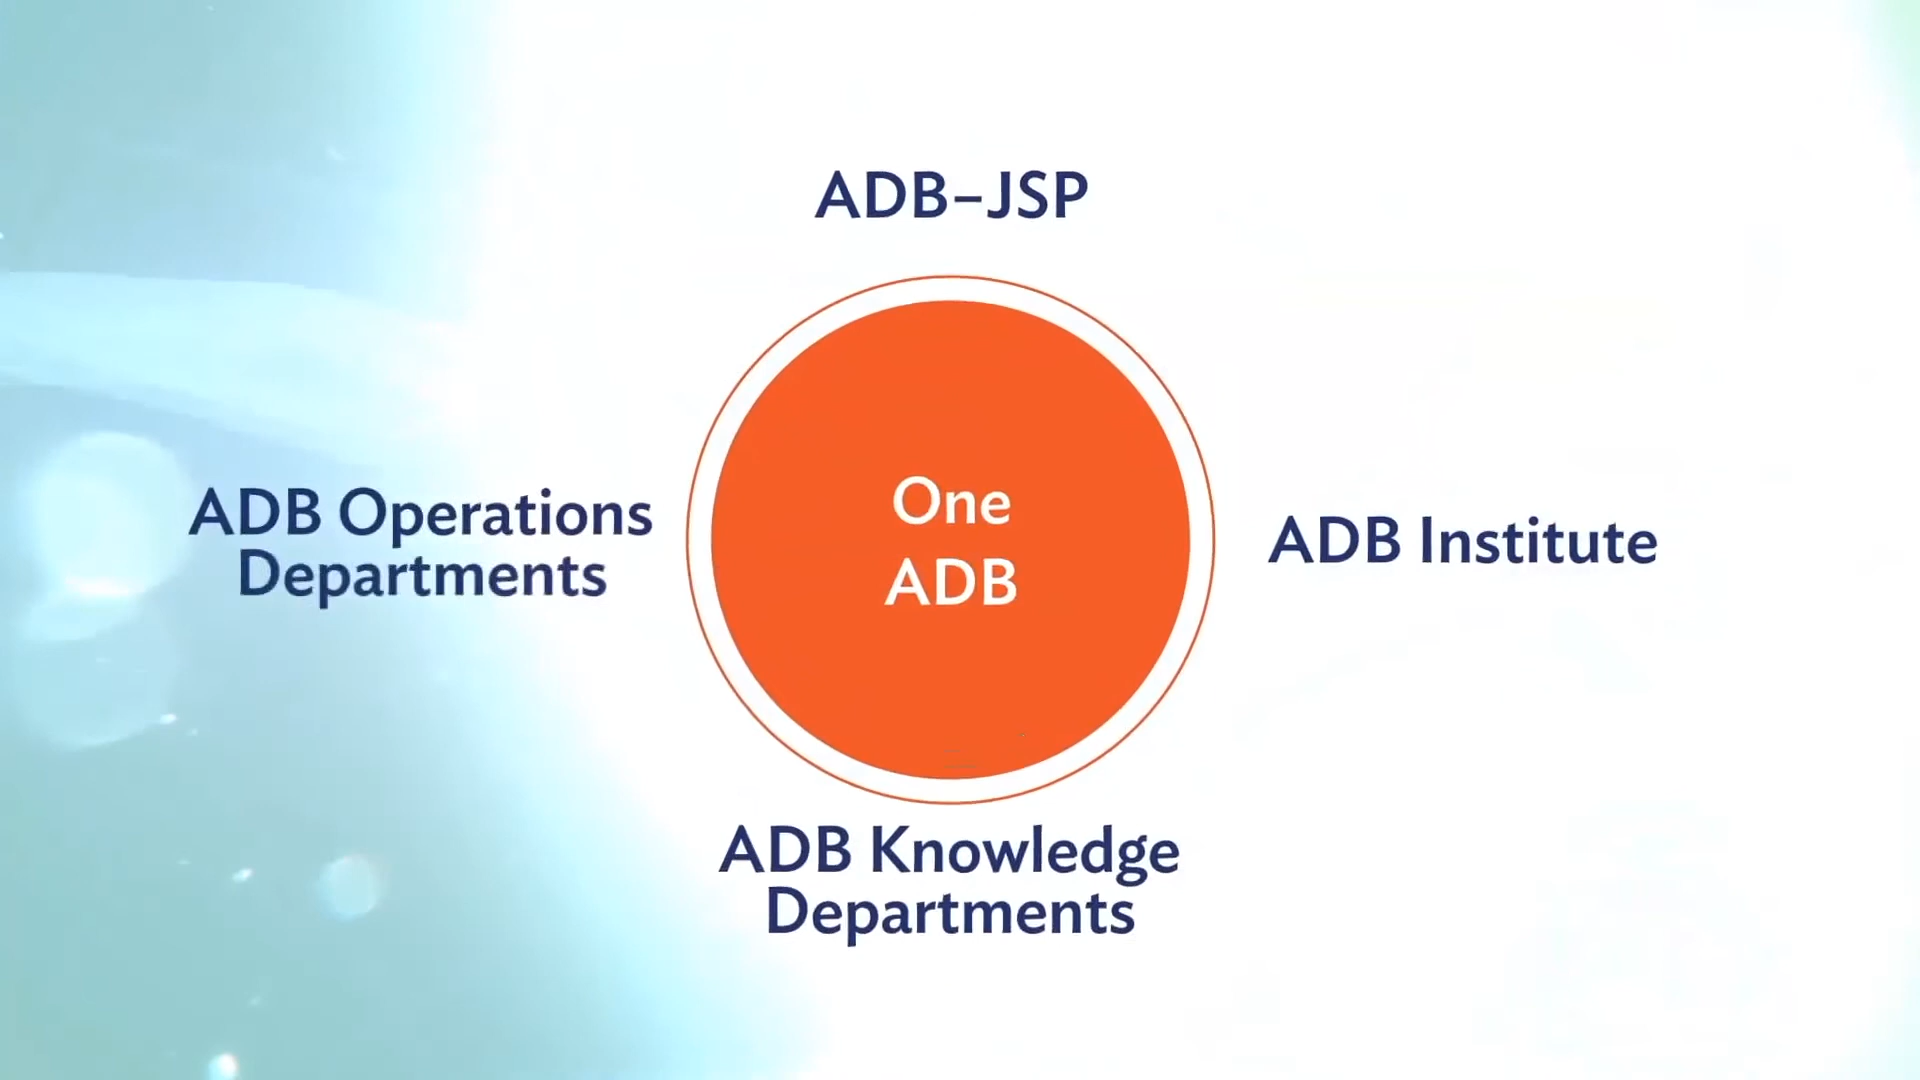 ADB–JSP
ADB Operations
Departments
One
ADB
ADB Institute
ADB Knowledge
Departments